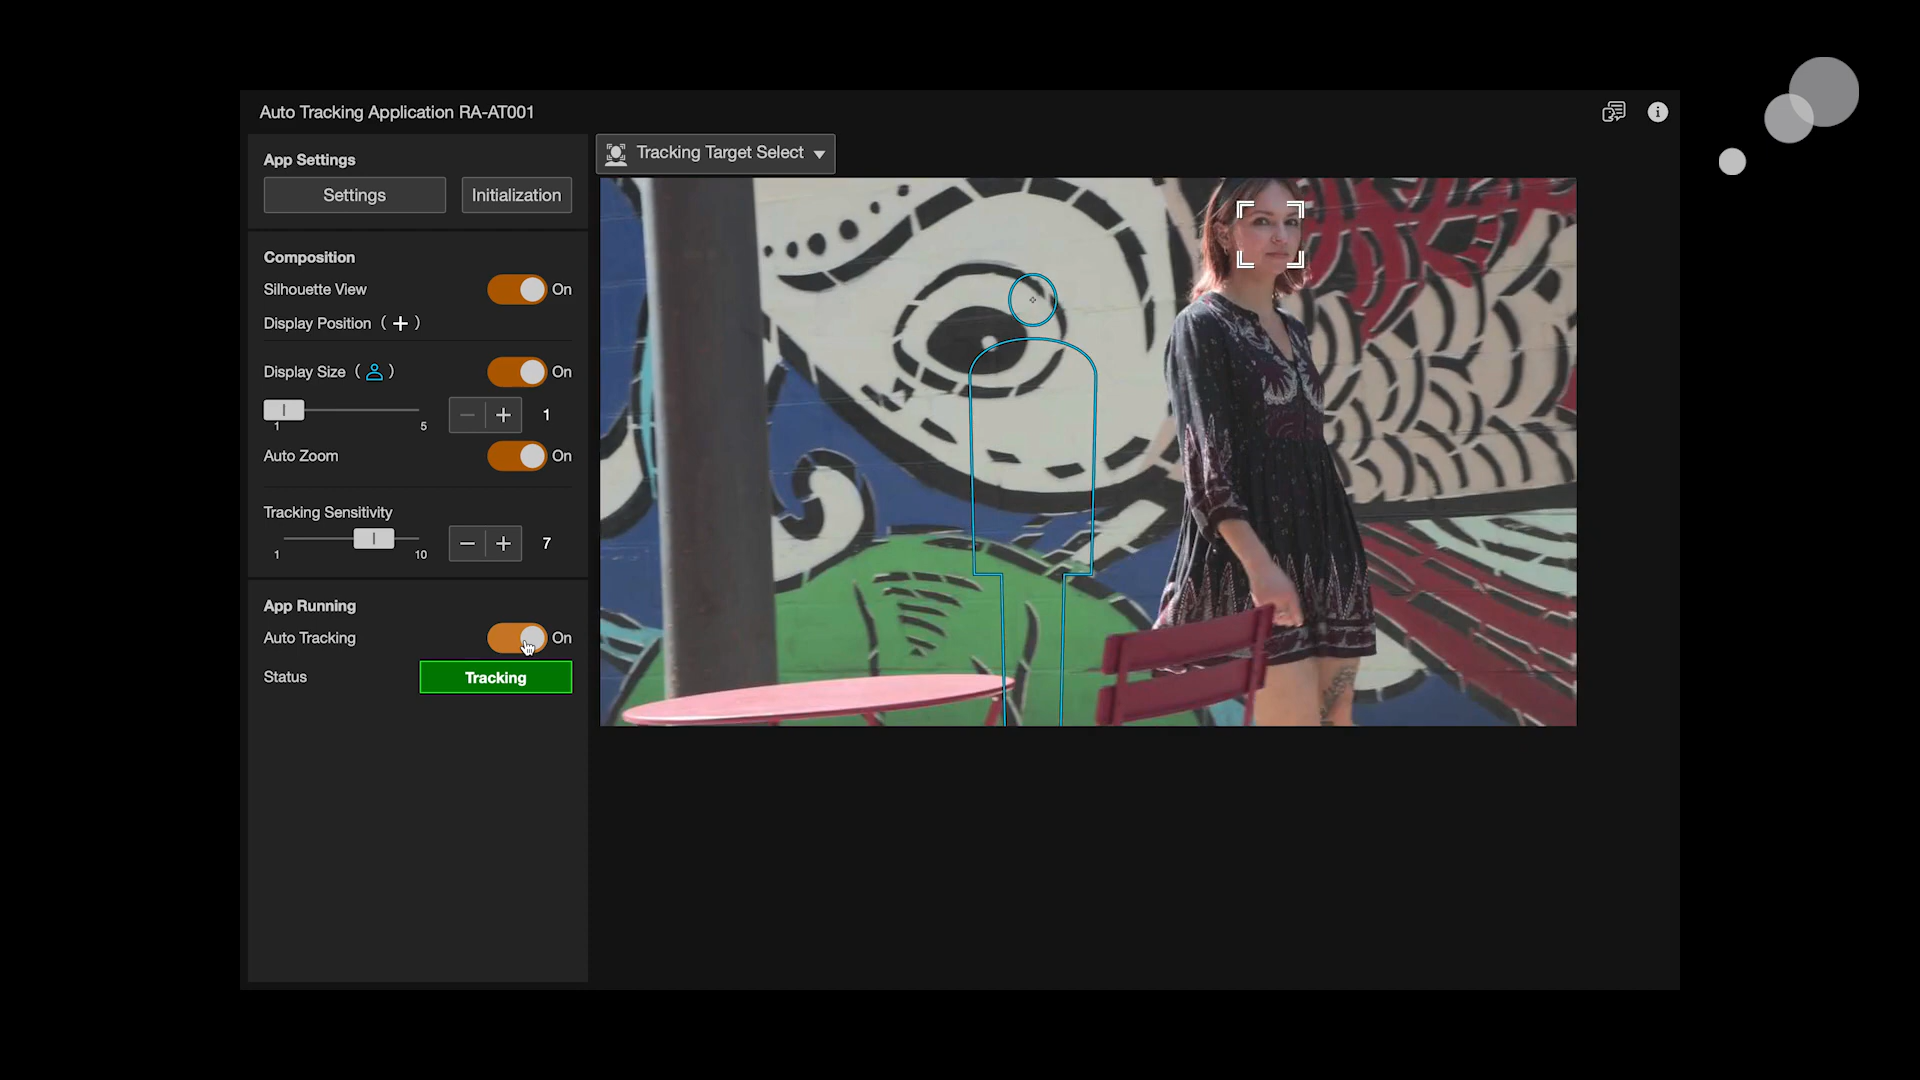 Auto Tracking Application RA-AT001
App Settings
Settings
Initialization
Tracking Target Select
Composition
Silhouette View
On
Display Position ( + )
Display Size ( )
On
1
5
− +
1
Auto Zoom
On
Tracking Sensitivity
1
10
− +
7
App Running
Auto Tracking
On
Status
Tracking